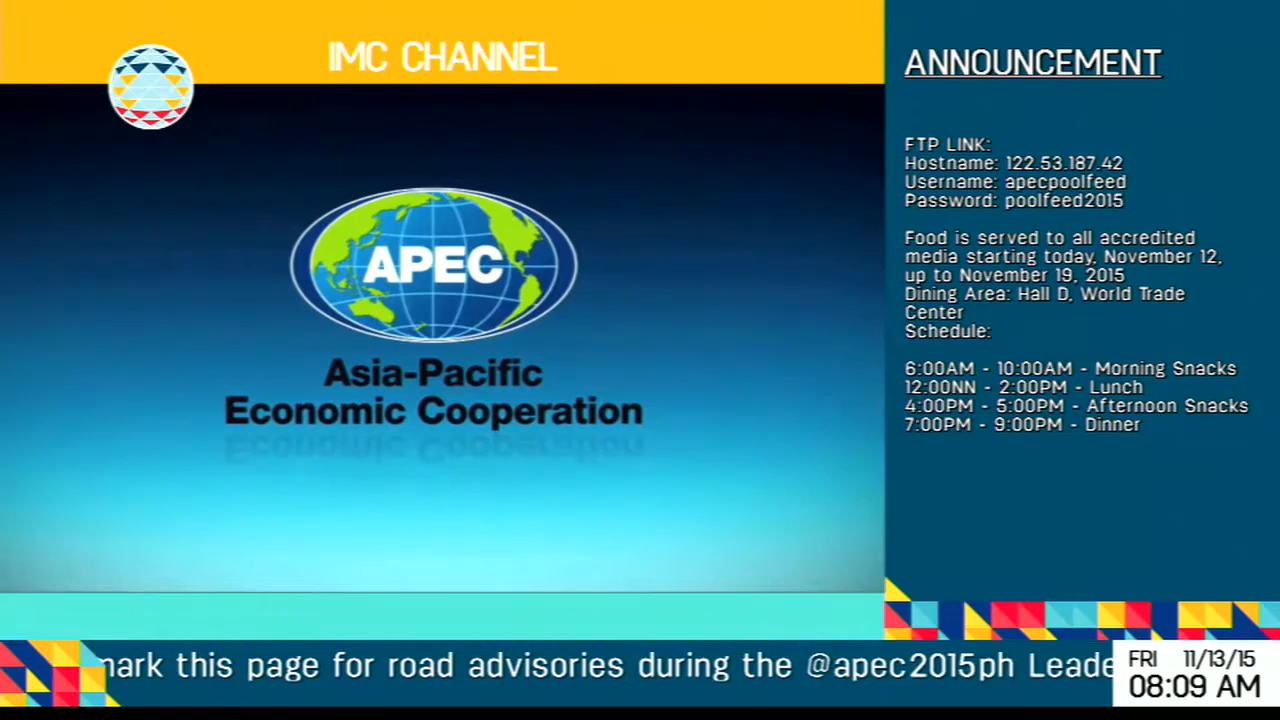 IMC CHANNEL
APEC
Asia-Pacific
Economic Cooperation
ANNOUNCEMENT
FTP LINK:
Hostname: 122.53.187.42
Username: apecpoolfeed
Password: poolfeed2015
Food is served to all accredited
media starting today, November 12,
up to November 19, 2015
Dining Area: Hall D, World Trade
Center
Schedule:
6:00AM - 10:00AM - Morning Snacks
12:00NN - 2:00PM - Lunch
4:00PM - 5:00PM - Afternoon Snacks
7:00PM - 9:00PM - Dinner
mark this page for road advisories during the @apec2015ph Leade
FRI 11/13/15
08:09 AM